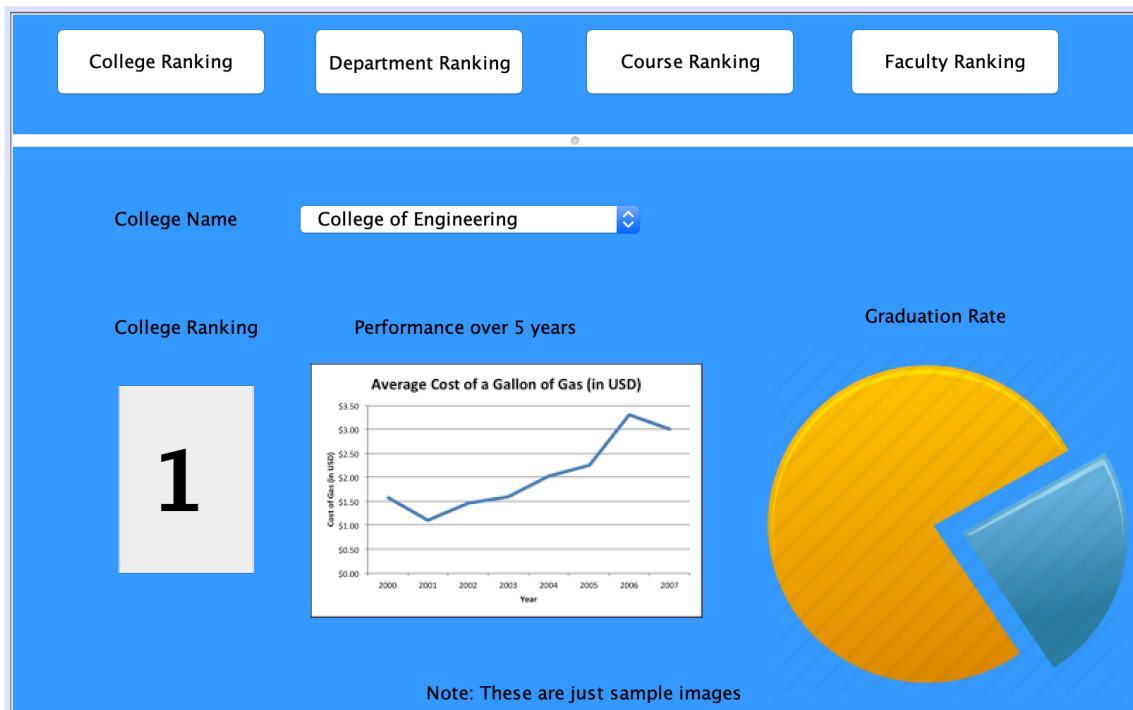 College Ranking
Department Ranking
Course Ranking
Faculty Ranking
College Name
College of Engineering
College Ranking
Performance over 5 years
Graduation Rate
1
Average Cost of a Gallon of Gas (in USD)
Cost of Gas (in USD)
$3.50
$3.00
$2.50
$2.00
$1.50
$1.00
$0.50
$0.00
2000 2001 2002 2003 2004 2005 2006 2007
Year
Note: These are just sample images